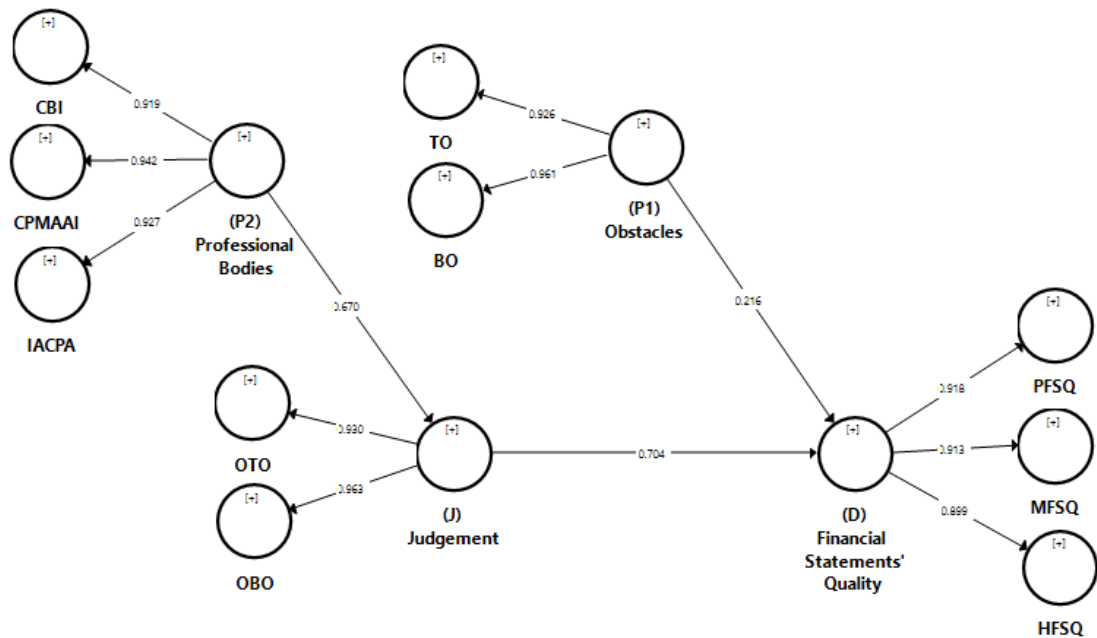 [+]
CBI
0.919
[+]
CPMAAI
0.942
[+]
IACPA
0.927
[+]
(P2)
Professional
Bodies
[+]
TO
0.926
[+]
BO
0.961
[+]
(P1)
Obstacles
0.670
0.216
[+]
OTO
0.930
[+]
OBO
0.963
[+]
(J)
Judgement
0.704
[+]
(D)
Financial
Statements'
Quality
[+]
PFSQ
0.918
[+]
MFSQ
0.913
[+]
HFSQ
0.899